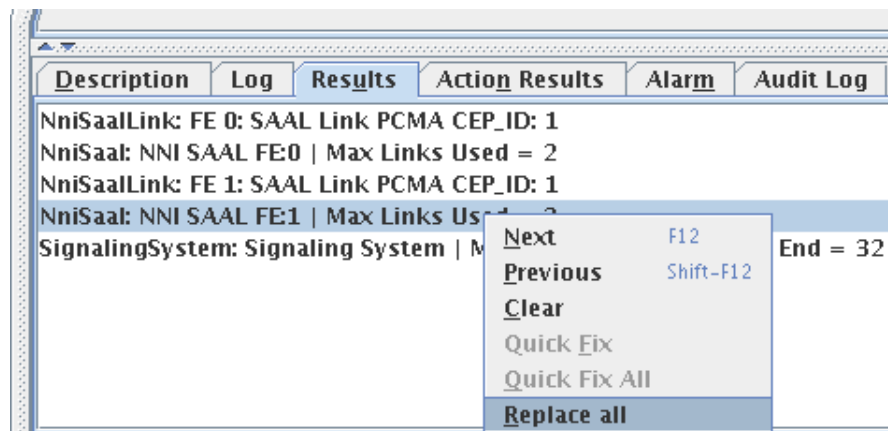 Description Log Results Action Results Alarm Audit Log
NniSaalLink: FE 0: SAAL Link PCMA CEP_ID: 1
NniSaal: NNI SAAL FE:0 | Max Links Used = 2
NniSaalLink: FE 1: SAAL Link PCMA CEP_ID: 1
NniSaal: NNI SAAL FE:1 | Max Links
SignalingSystem: Signaling System | End = 32
Next F12
Previous Shift-F12
Clear
Quick Fix
Quick Fix All
Replace all